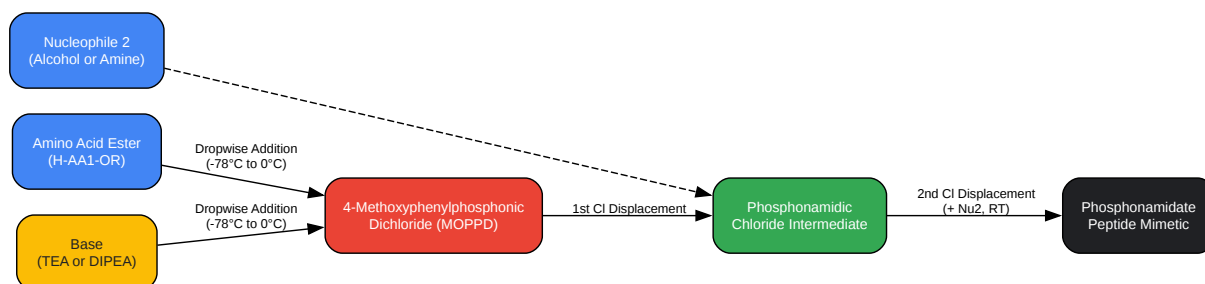 Nucleophile 2
(Alcohol or Amine)
Amino Acid Ester
(H-AA1-OR)
Dropwise Addition
(-78°C to 0°C)
Base
(TEA or DIPEA)
Dropwise Addition
(-78°C to 0°C)
4-Methoxyphenylphosphonic
Dichloride (MOPPD)
1st Cl Displacement
Phosphonamidic
Chloride Intermediate
2nd Cl Displacement
(+ Nu2, RT)
Phosphonamidate
Peptide Mimetic